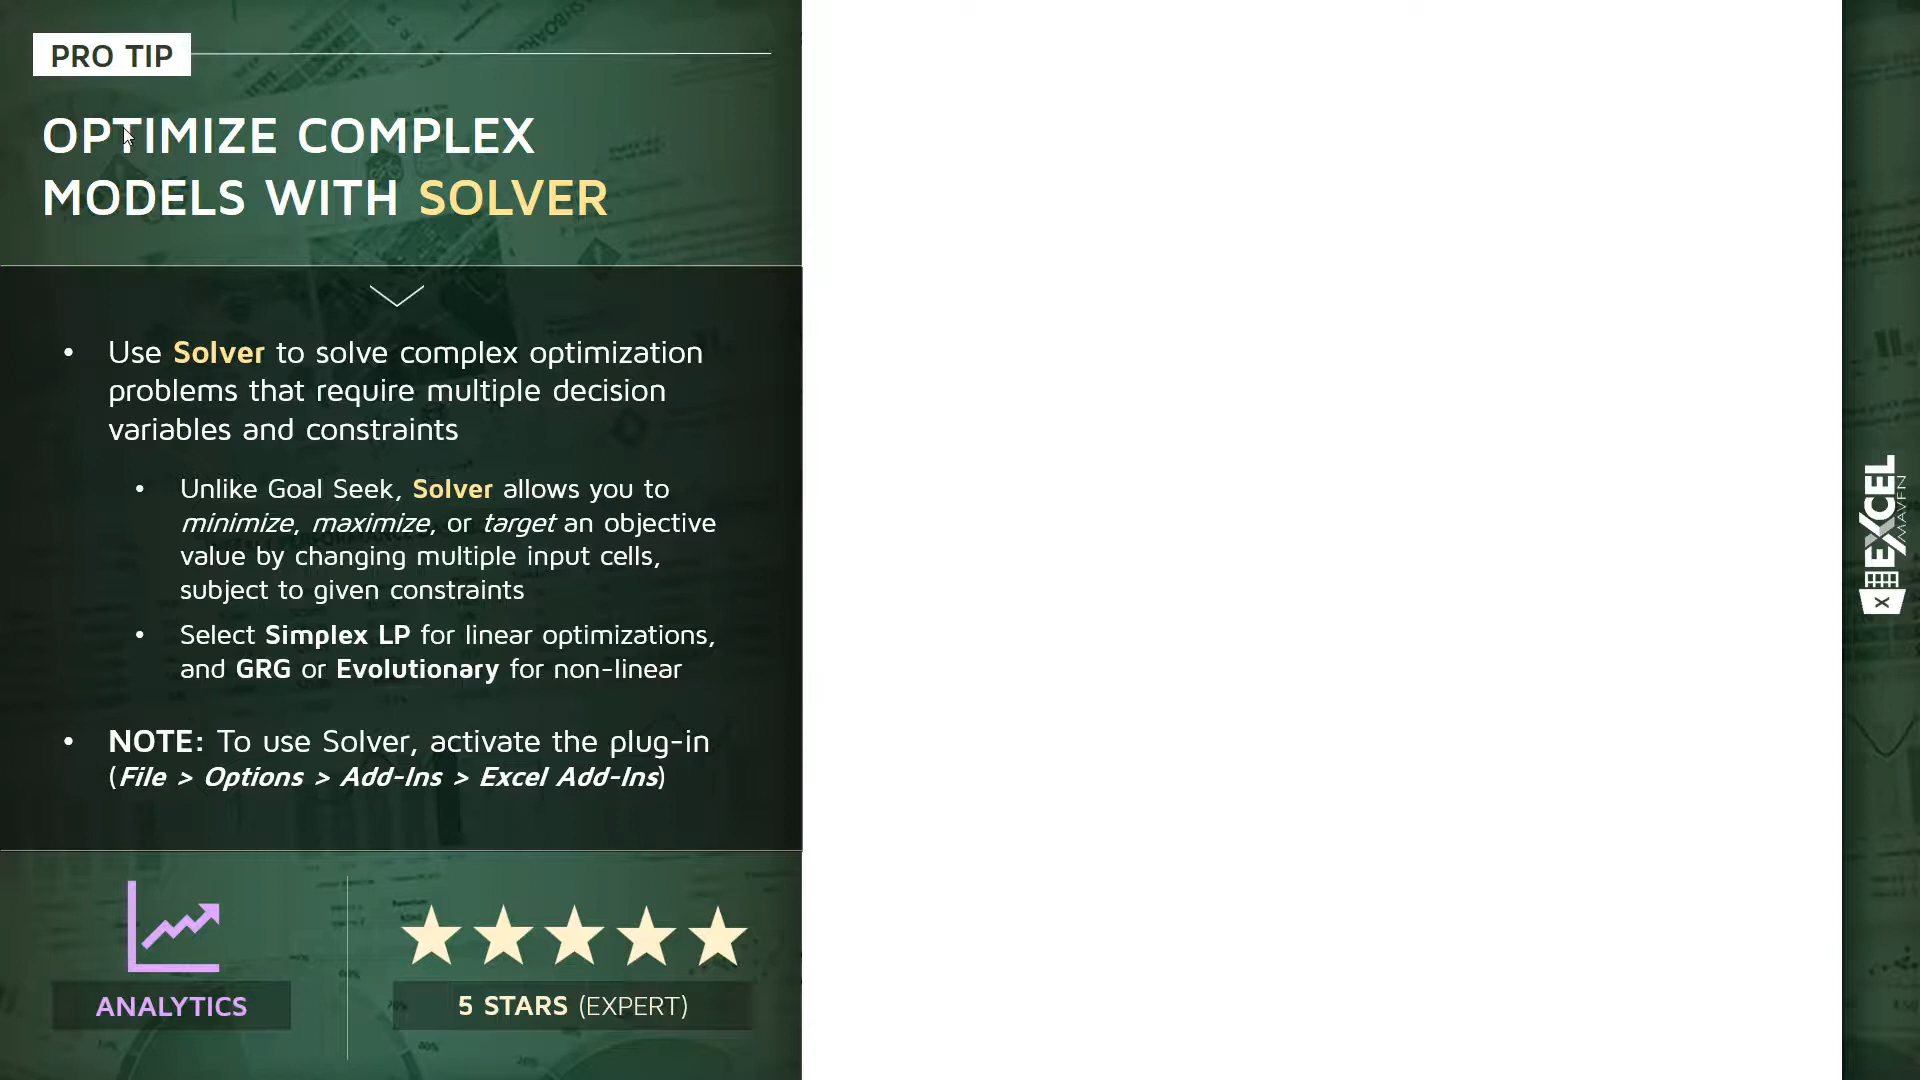 PRO TIP
OPTIMIZE COMPLEX
MODELS WITH SOLVER
• Use Solver to solve complex optimization
problems that require multiple decision
variables and constraints
• Unlike Goal Seek, Solver allows you to
minimize, maximize, or target an objective
value by changing multiple input cells,
subject to given constraints
• Select Simplex LP for linear optimizations,
and GRG or Evolutionary for non-linear
• NOTE: To use Solver, activate the plug-in
(File > Options > Add-Ins > Excel Add-Ins)
ANALYTICS
5 STARS (EXPERT)
X EXCEL
MAVEN